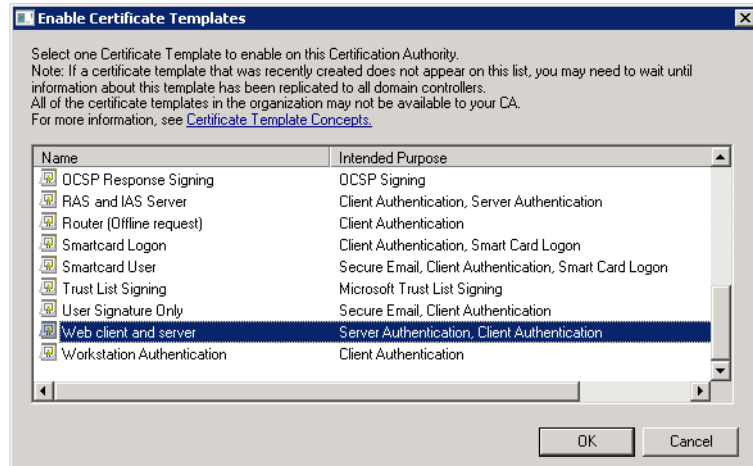 Enable Certificate Templates
Select one Certificate Template to enable on this Certification Authority.
Note: If a certificate template that was recently created does not appear on this list, you may need to wait until
information about this template has been replicated to all domain controllers.
All of the certificate templates in the organization may not be available to your CA.
For more information, see Certificate Template Concepts.
Name Intended Purpose
OCSP Response Signing OCSP Signing
RAS and IAS Server Client Authentication, Server Authentication
Router (Offline request) Client Authentication
Smartcard Logon Client Authentication, Smart Card Logon
Smartcard User Secure Email, Client Authentication, Smart Card Logon
Trust List Signing Microsoft Trust List Signing
User Signature Only Secure Email, Client Authentication
Web client and server Server Authentication, Client Authentication
Workstation Authentication Client Authentication
OK Cancel